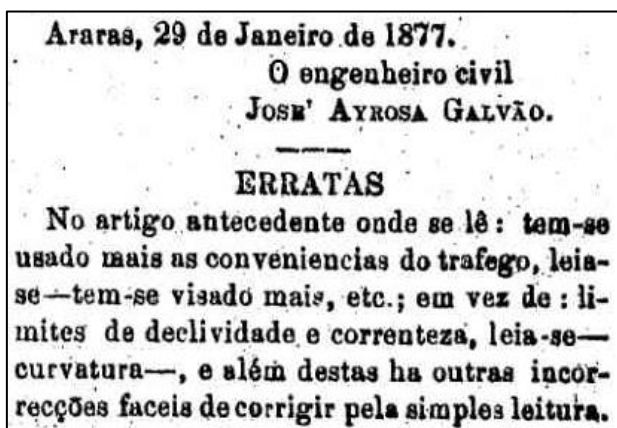 Araras, 29 de Janeiro de 1877.
O engenheiro civil
JOSE' AYROSA GALVÃO.
ERRATAS
No artigo antecedente onde se lê : tem-se
usado mais as conveniencias do trafego, leia-
se—tem-se visado mais, etc.; em vez de : li-
mites de declividade e correnteza, leia-se—
curvatura—, e além destas ha outras incor-
recções faceis de corrigir pela simples leitura.